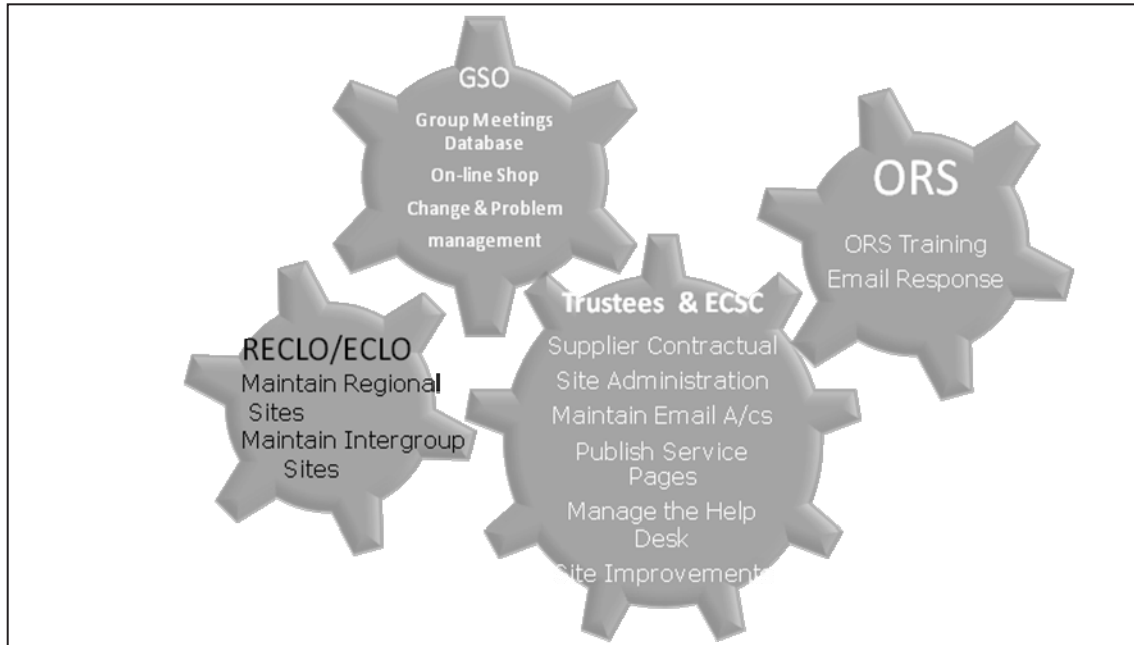 GSO
Group Meetings
Database
On-line Shop
Change & Problem
management
ORS
ORS Training
Email Response
RECLO/ECLO
Maintain Regional
Sites
Maintain Intergroup
Sites
Trustees & ECSC
Supplier Contractual
Site Administration
Maintain Email A/cs
Publish Service
Pages
Manage the Help
Desk
Site Improvements